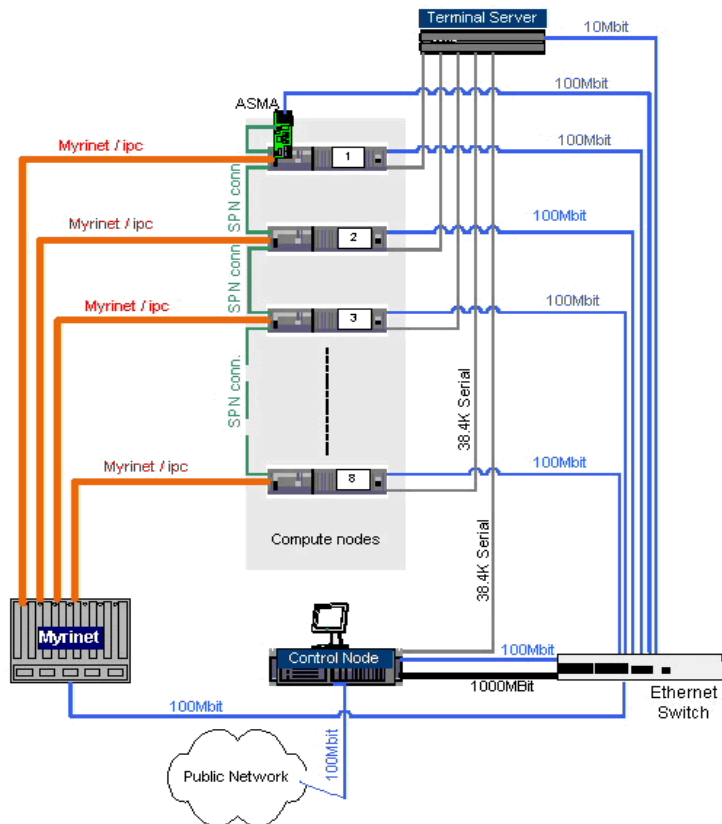 Terminal Server
10Mbit
ASMA
100Mbit
Myrinet / ipc
1
100Mbit
SPN conn.
Myrinet / ipc
2
100Mbit
SPN conn.
Myrinet / ipc
3
100Mbit
SPN conn.
38.4K Serial
Myrinet / ipc
8
100Mbit
Compute nodes
38.4K Serial
Myrinet
Control Node
100Mbit
1000MBit
Ethernet
Switch
100Mbit
100Mbit
Public Network